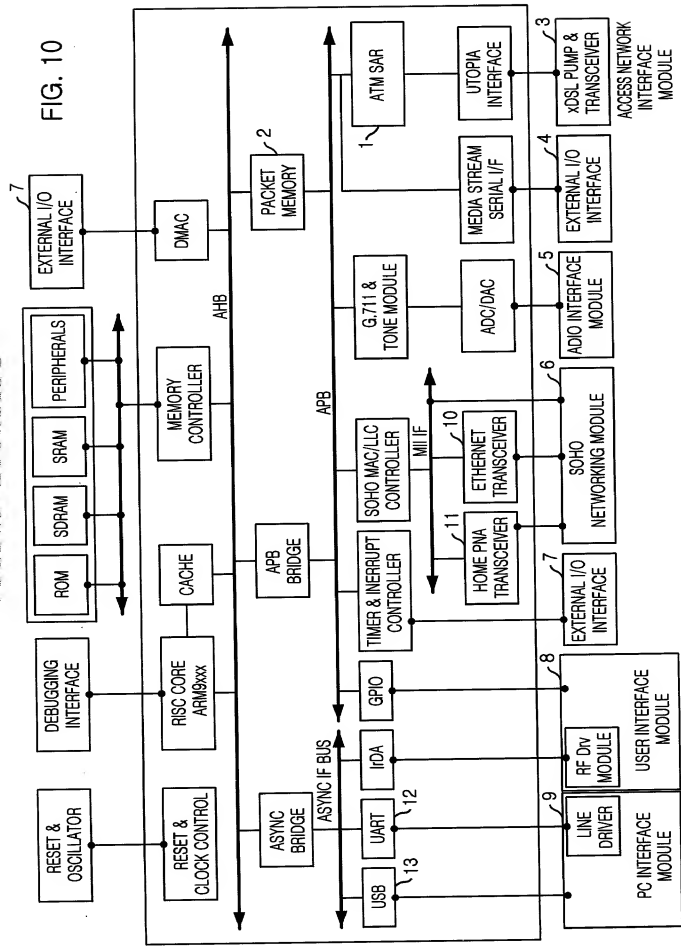 FIG. 10
RESET &
OSCILLATOR
DEBUGGING
INTERFACE
ROM
SDRAM
SRAM
PERIPHERALS
7
EXTERNAL I/O
INTERFACE
RESET &
CLOCK CONTROL
RISC CORE
ARM9xxx
CACHE
MEMORY
CONTROLLER
DMAC
AHB
ASYNC
BRIDGE
APB
BRIDGE
PACKET
MEMORY
2
ASYNC IF BUS
APB
USB
13
UART
12
IrDA
GPIO
TIMER & INERRUPT
CONTROLLER
SOHO MAC/LLC
CONTROLLER
MII IF
11
HOME PNA
TRANSCEIVER
10
ETHERNET
TRANSCEIVER
G.711 &
TONE MODULE
ADC/DAC
MEDIA STREAM
SERIAL I/F
ATM SAR
1
UTOPIA
INTERFACE
9
LINE
DRIVER
PC INTERFACE
MODULE
8
RF Drv
MODULE
USER INTERFACE
MODULE
7
EXTERNAL I/O
INTERFACE
6
SOHO
NETWORKING MODULE
5
ADIO INTERFACE
MODULE
4
EXTERNAL I/O
INTERFACE
3
xDSL PUMP &
TRANSCEIVER
ACCESS NETWORK
INTERFACE
MODULE